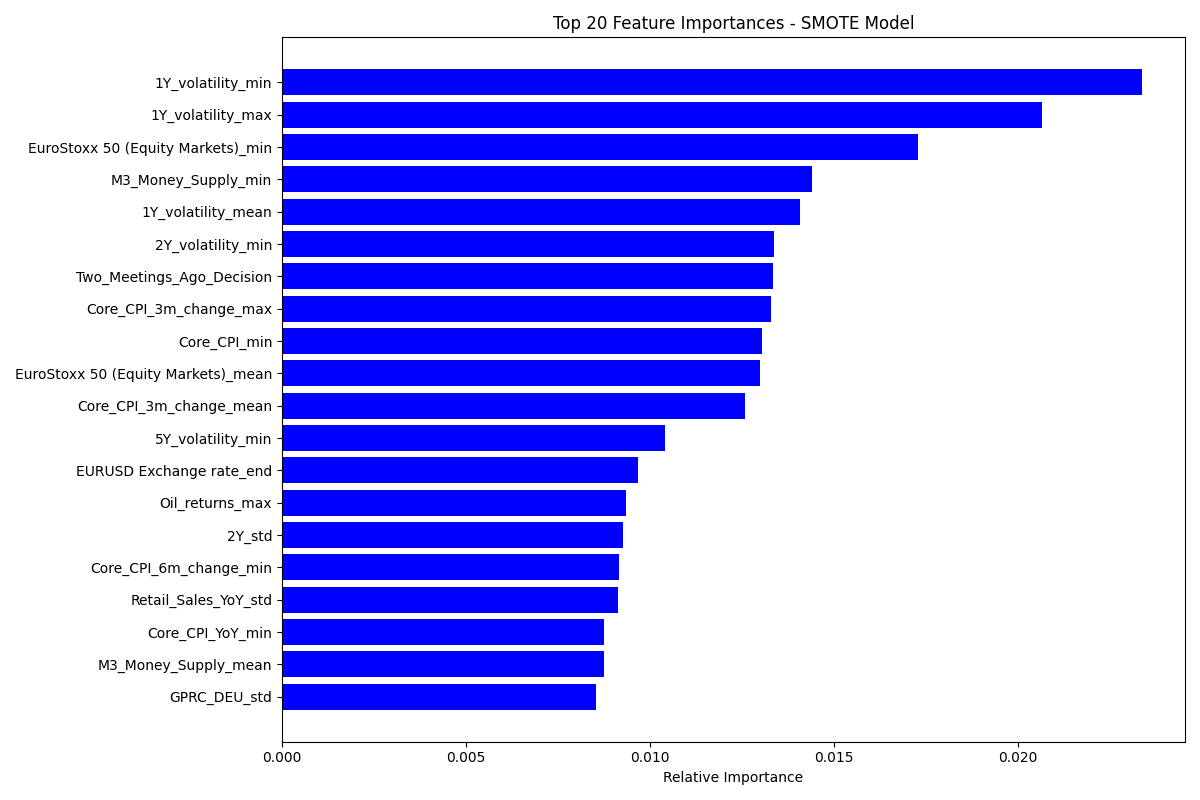 Top 20 Feature Importances - SMOTE Model
1Y_volatility_min
1Y_volatility_max
EuroStoxx 50 (Equity Markets)_min
M3_Money_Supply_min
1Y_volatility_mean
2Y_volatility_min
Two_Meetings_Ago_Decision
Core_CPI_3m_change_max
Core_CPI_min
EuroStoxx 50 (Equity Markets)_mean
Core_CPI_3m_change_mean
5Y_volatility_min
EURUSD Exchange rate_end
Oil_returns_max
2Y_std
Core_CPI_6m_change_min
Retail_Sales_YoY_std
Core_CPI_YoY_min
M3_Money_Supply_mean
GPRC_DEU_std
0.000 0.005 0.010 0.015 0.020
Relative Importance